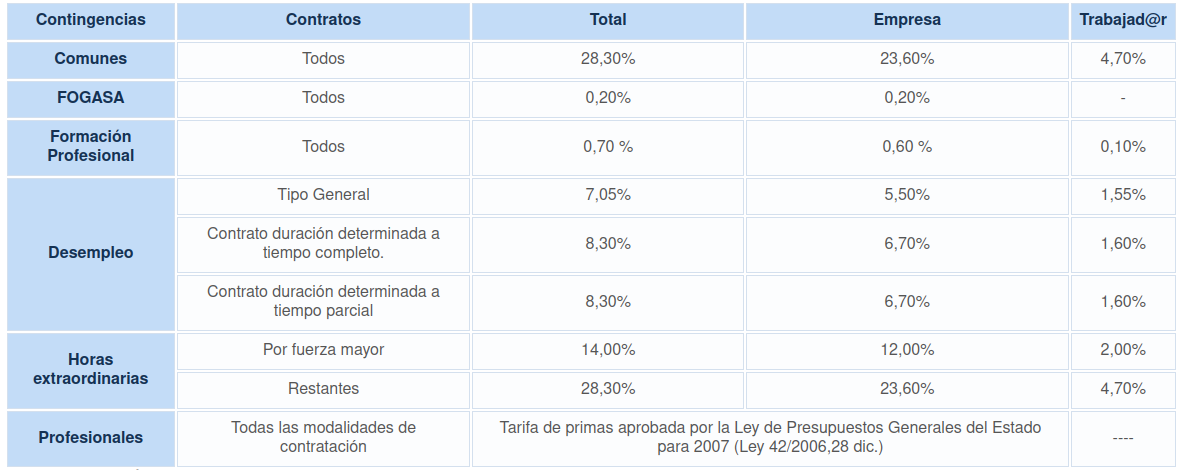 Contingencias Contratos Total Empresa Trabajad@r
Comunes Todos 28,30% 23,60% 4,70%
FOGASA Todos 0,20% 0,20% -
Formación
Profesional Todos 0,70 % 0,60 % 0,10%
Desempleo Tipo General 7,05% 5,50% 1,55%
Contrato duración determinada a
tiempo completo. 8,30% 6,70% 1,60%
Contrato duración determinada a
tiempo parcial 8,30% 6,70% 1,60%
Horas
extraordinarias Por fuerza mayor 14,00% 12,00% 2,00%
Restantes 28,30% 23,60% 4,70%
Profesionales Todas las modalidades de
contratación Tarifa de primas aprobada por la Ley de Presupuestos Generales del Estado
para 2007 (Ley 42/2006,28 dic.) ----